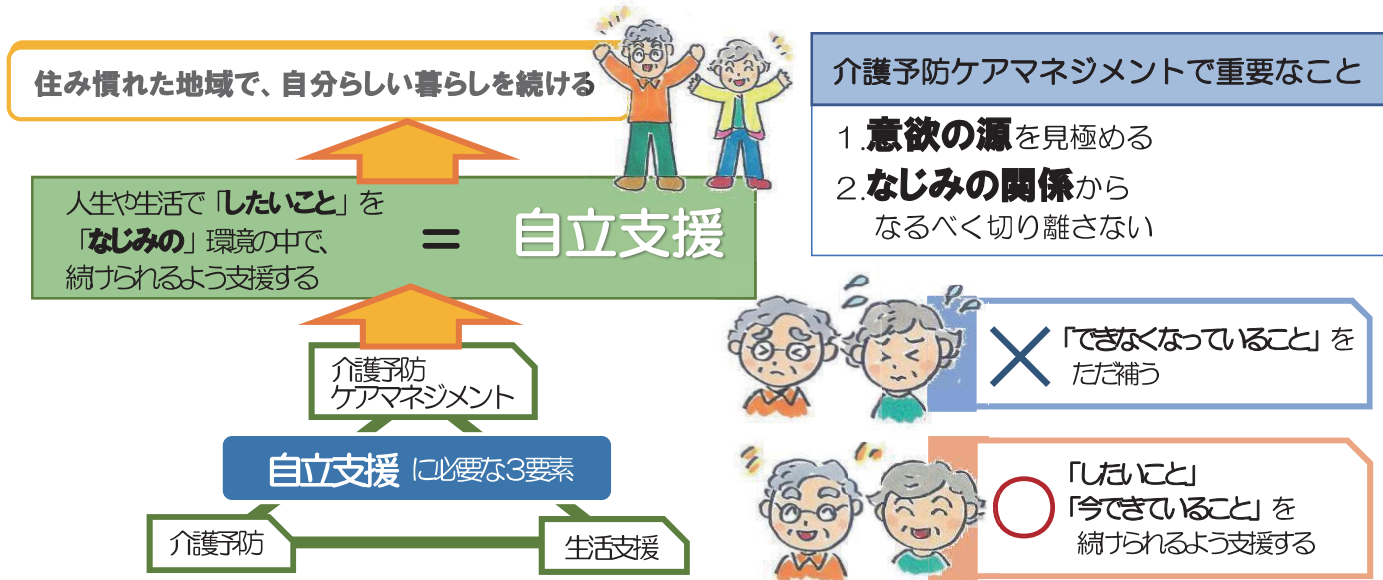 住み慣れた地域で、自分らしい暮らしを続ける
人生や生活で「したいこと」を
「なじみの」環境の中で、
続けられるよう支援する
=
自立支援
介護予防
ケアマネジメント
自立支援 に必要な3要素
介護予防
生活支援
介護予防ケアマネジメントで重要なこと
1.意欲の源を見極める
2.なじみの関係から
なるべく切り離さない
「できなくなっていること」を
ただ補う
「したいこと」
「今できていること」を
続けられるよう支援する